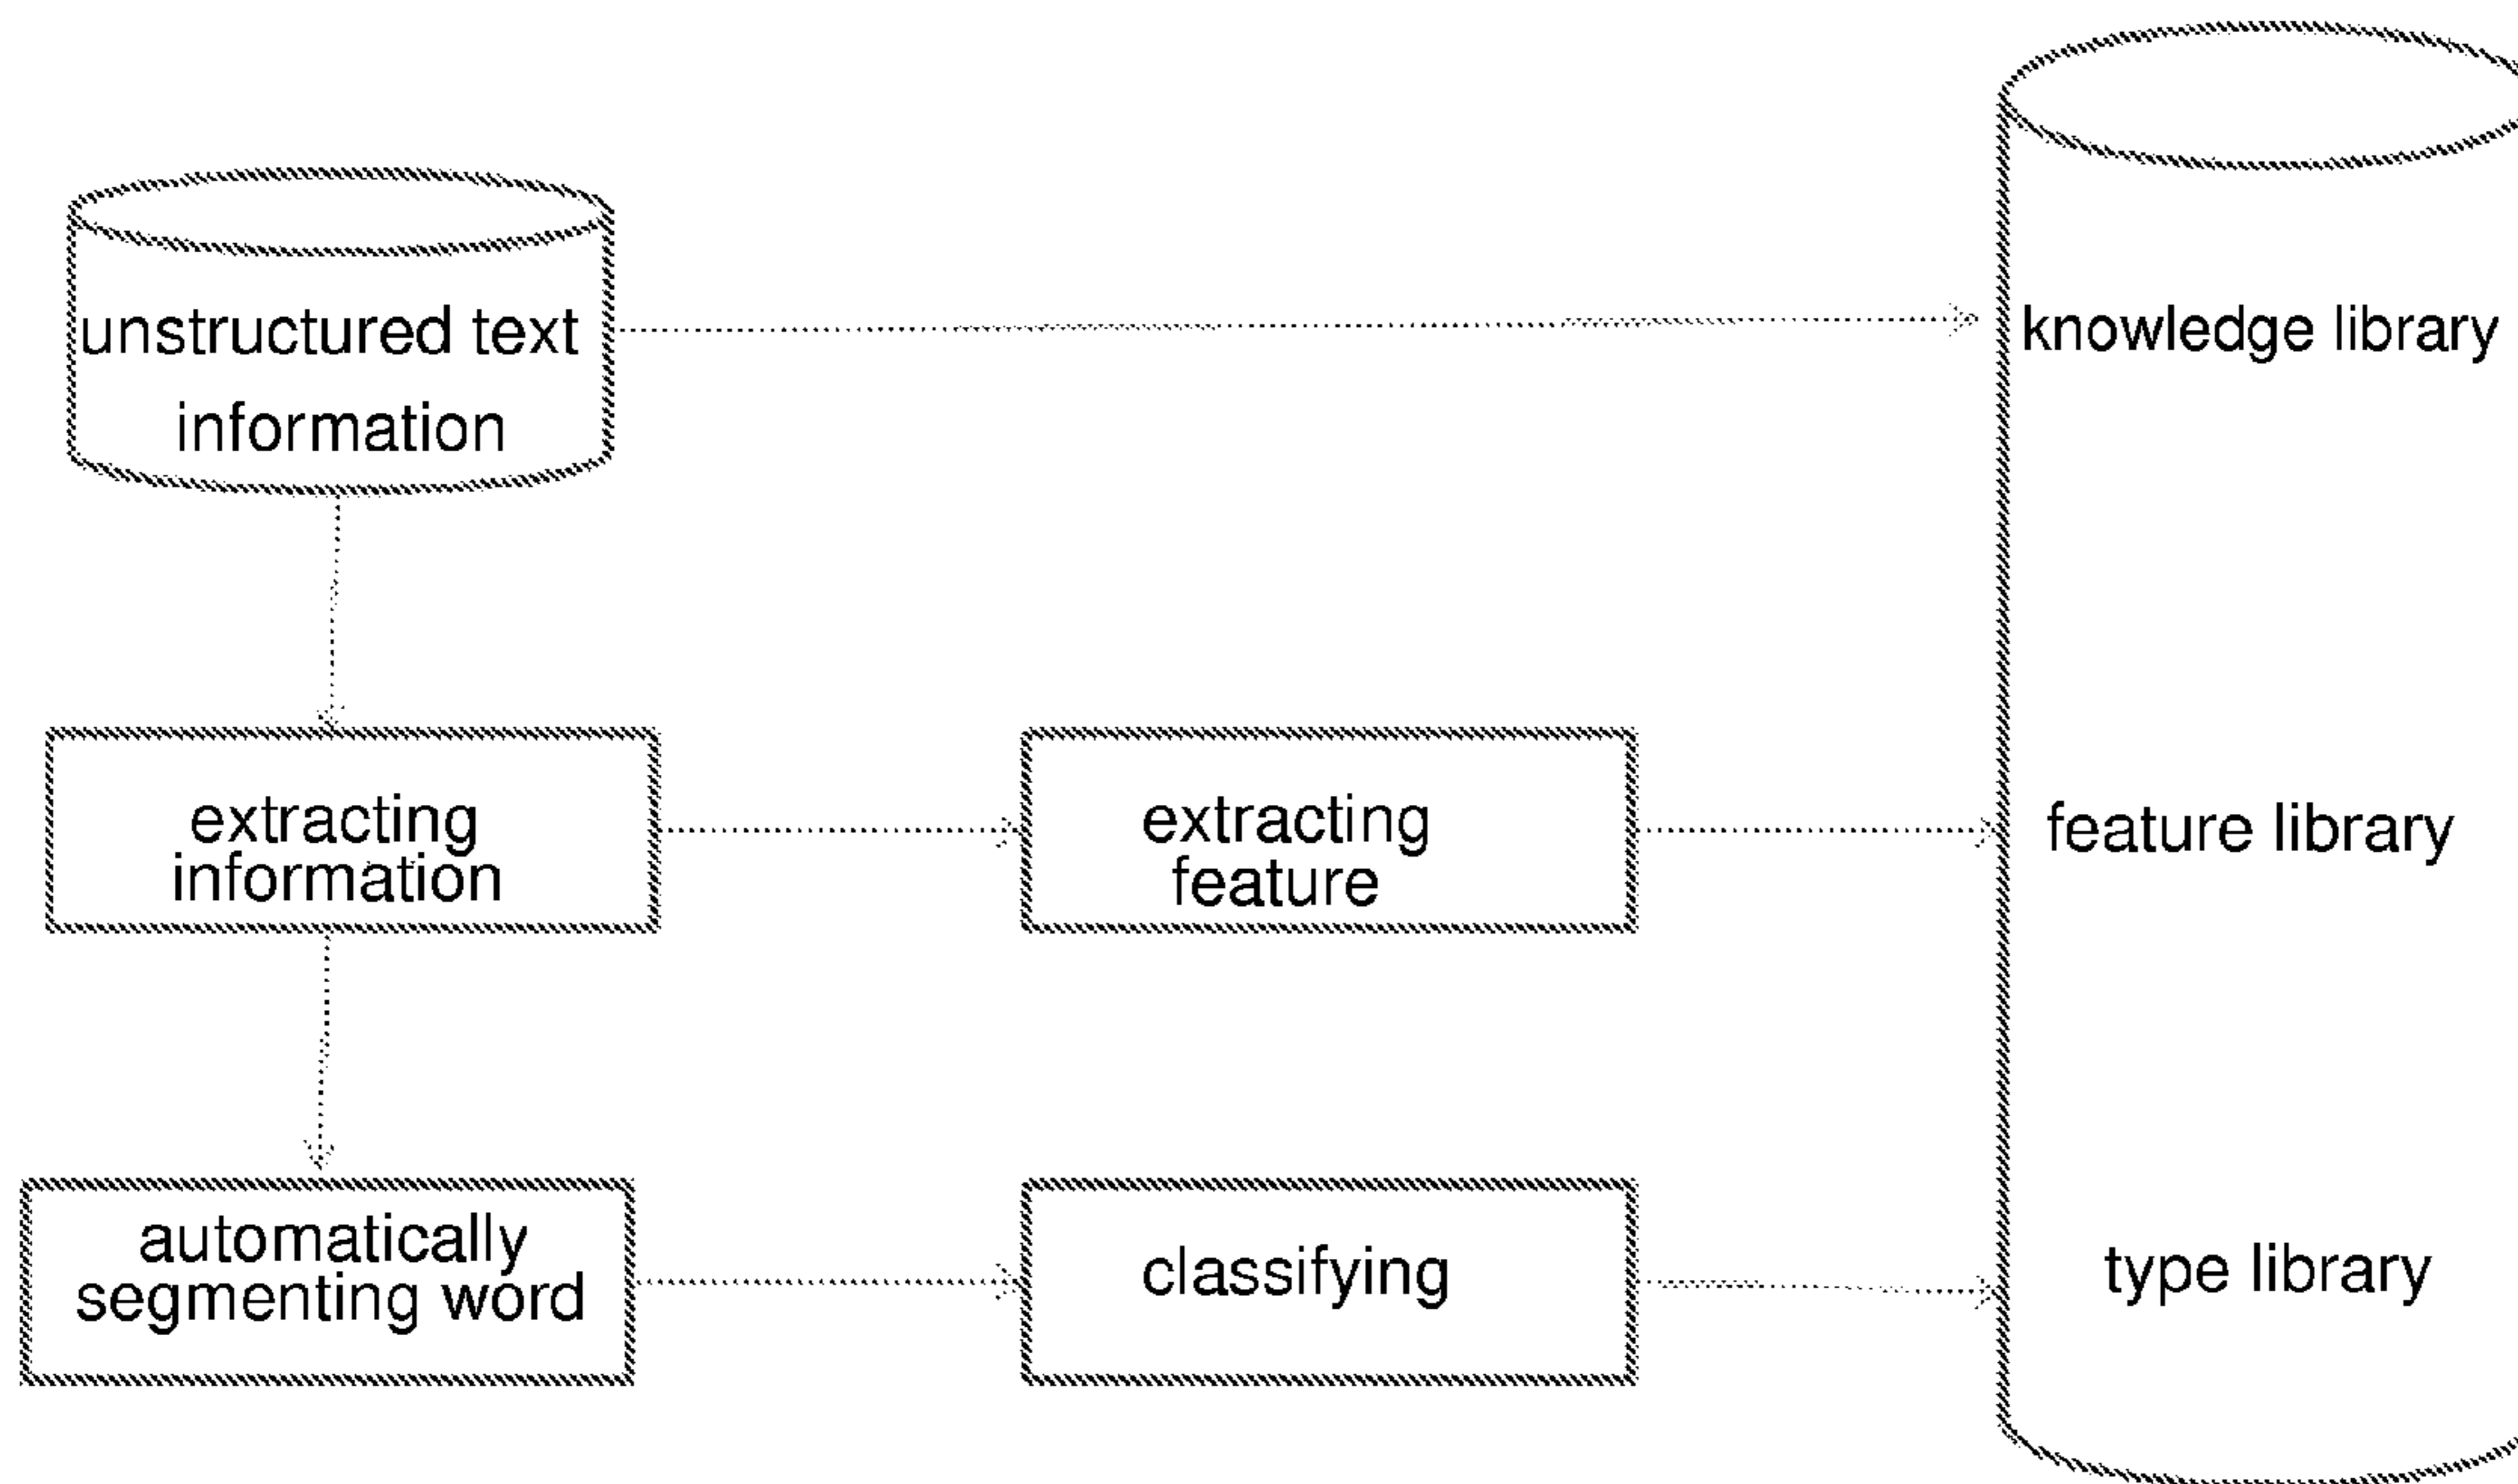 unstructured text
information
knowledge library
extracting
information
extracting
feature
feature library
automatically
segmenting word
classifying
type library